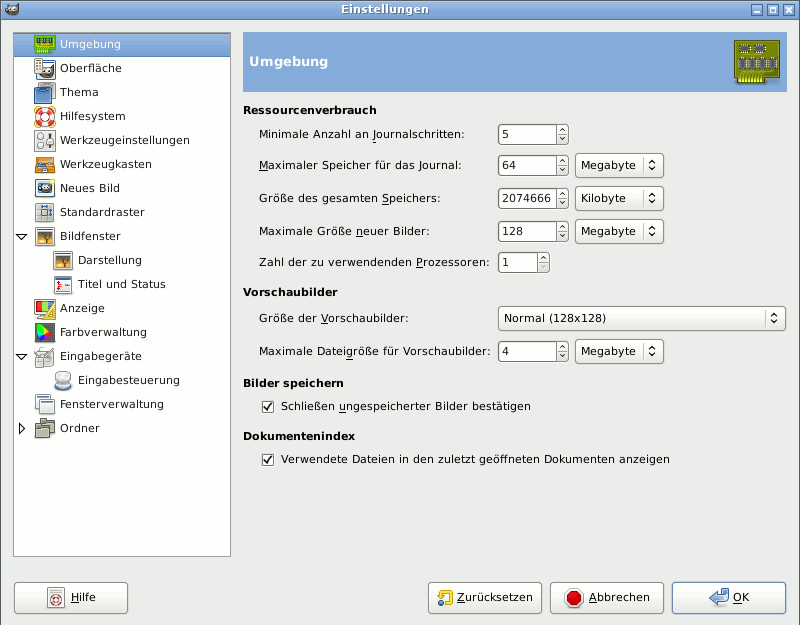 Einstellungen
Umgebung
Oberfläche
Thema
Hilfesystem
Werkzeugeinstellungen
Werkzeugkasten
Neues Bild
Standardraster
Bildfenster
Darstellung
Titel und Status
Anzeige
Farbverwaltung
Eingabegeräte
Eingabesteuerung
Fensterverwaltung
Ordner
Umgebung
Ressourcenverbrauch
Minimale Anzahl an Journalschritten: 5
Maximaler Speicher für das Journal: 64 Megabyte
Größe des gesamten Speichers: 2074666 Kilobyte
Maximale Größe neuer Bilder: 128 Megabyte
Zahl der zu verwendenden Prozessoren: 1
Vorschaubilder
Größe der Vorschaubilder: Normal (128x128)
Maximale Dateigröße für Vorschaubilder: 4 Megabyte
Bilder speichern
Schließen ungespeicherter Bilder bestätigen
Dokumentenindex
Verwendete Dateien in den zuletzt geöffneten Dokumenten anzeigen
Hilfe Zurücksetzen Abbrechen OK